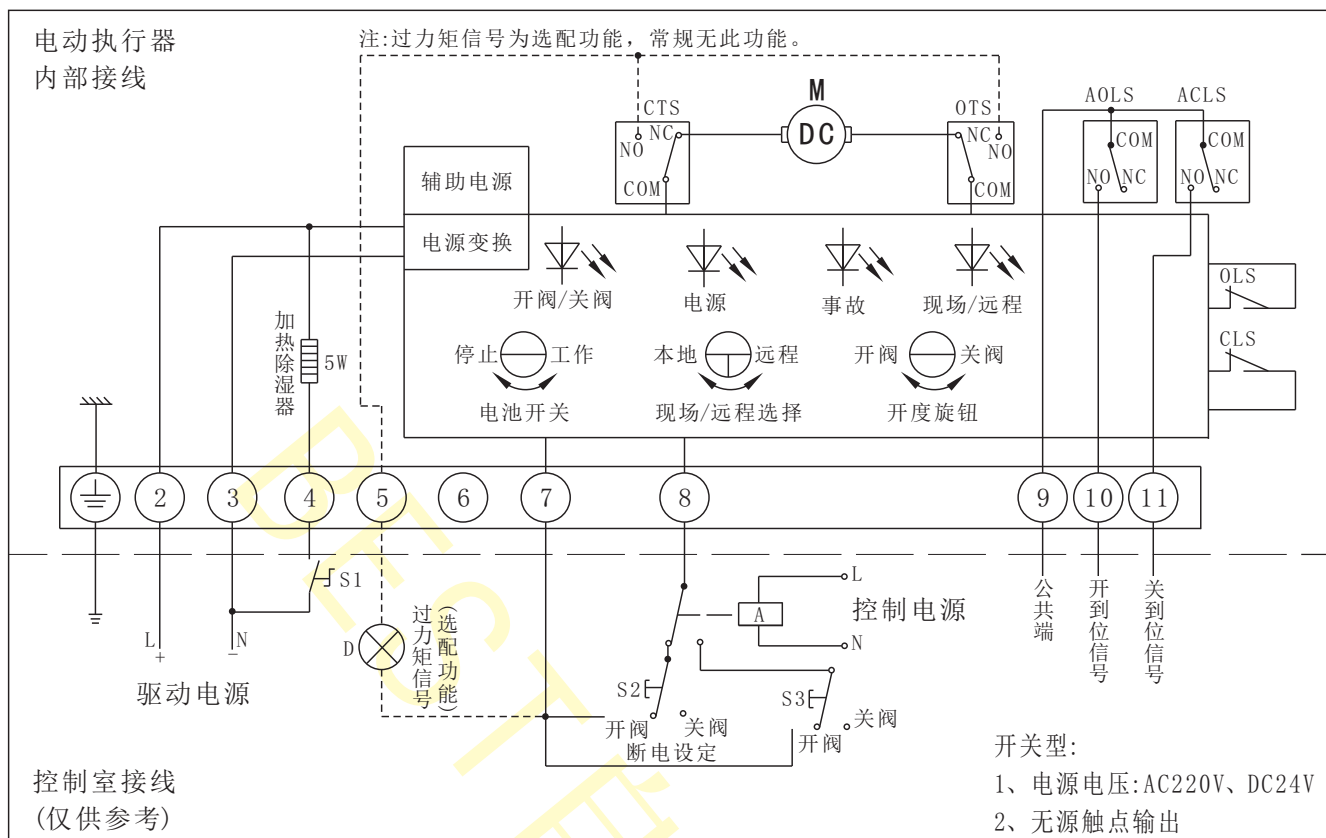 电动执行器
内部接线
注:过力矩信号为选配功能，常规无此功能。
M
DC
CTS
NC
NO
COM
OTS
NC
NO
COM
AOLS
ACLS
COM
NO
NC
COM
NO
NC
辅助电源
电源变换
开阀/关阀
电源
事故
现场/远程
OLS
CLS
加热除湿器
5W
停止
工作
电池开关
本地
远程
现场/远程选择
开阀
关阀
开度旋钮
2
3
4
5
6
7
8
9
10
11
S1
L
+
N
−
驱动电源
D
过力矩信号
(选配功能)
A
L
N
控制电源
S2
开阀
关阀
断电设定
S3
开阀
关阀
公共端
开到位信号
关到位信号
控制室接线
(仅供参考)
开关型:
1、电源电压:AC220V、DC24V
2、无源触点输出